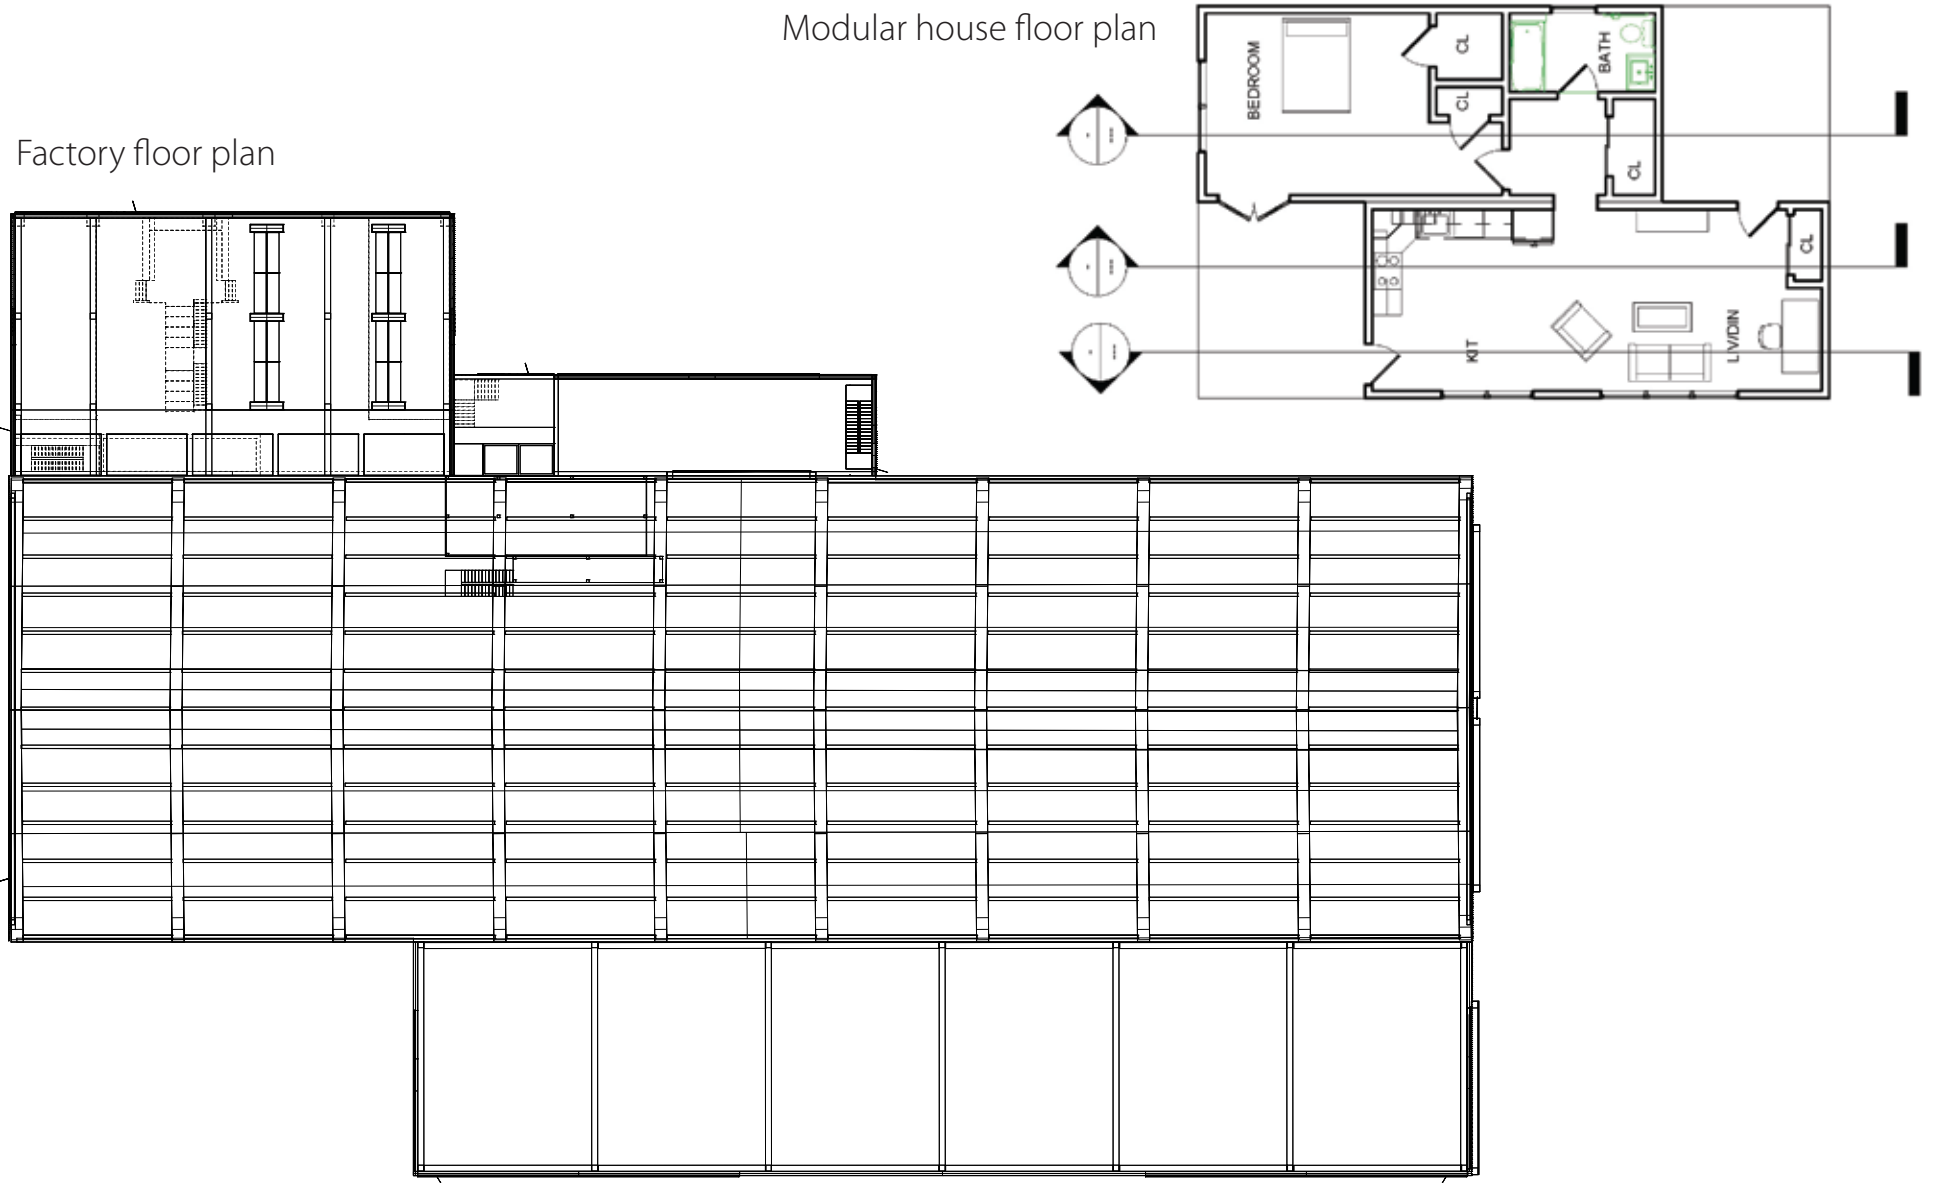 Modular house floor plan
Factory floor plan
BEDROOM
CL
CL
BATH
CL
CL
KIT
LIV/DIN